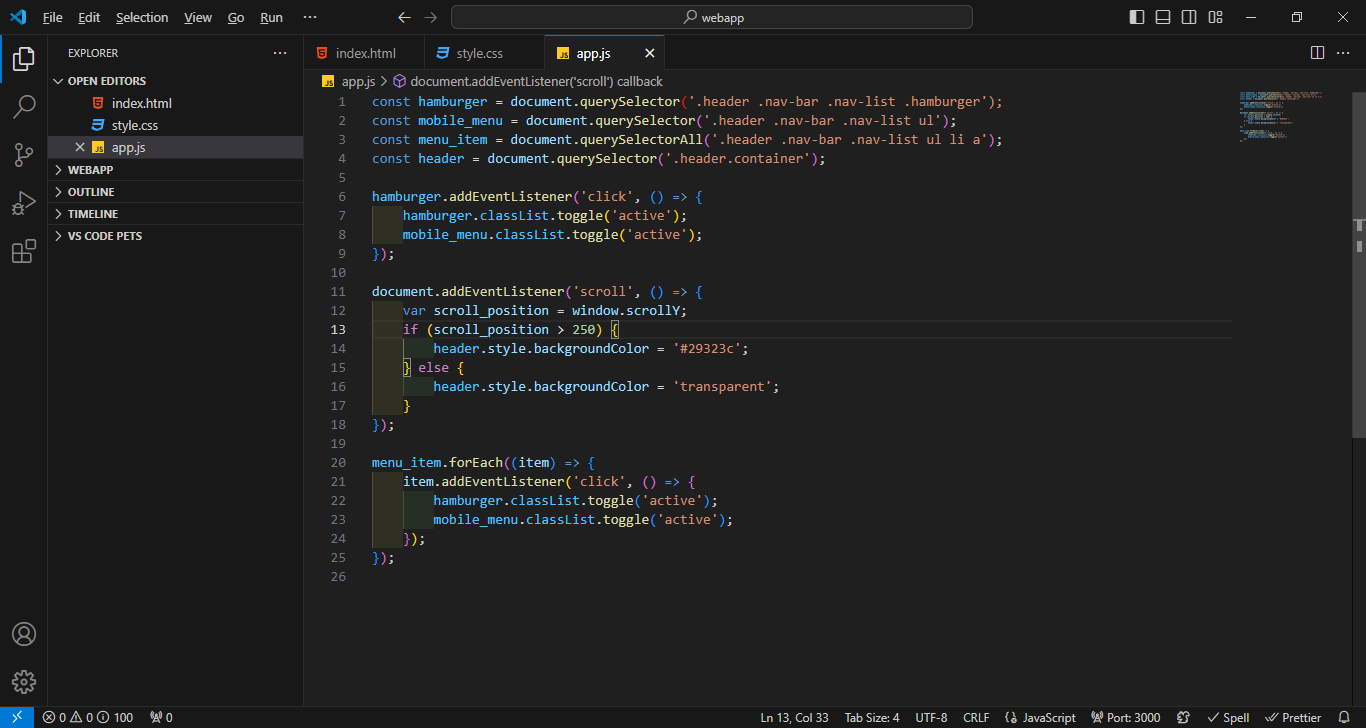 File Edit Selection View Go Run ··· webapp
EXPLORER ···
OPEN EDITORS
index.html
style.css
JS app.js
WEBAPP
OUTLINE
TIMELINE
VS CODE PETS
index.html style.css JS app.js ···
JS app.js > document.addEventListener('scroll') callback
1 const hamburger = document.querySelector('.header .nav-bar .nav-list .hamburger');
2 const mobile_menu = document.querySelector('.header .nav-bar .nav-list ul');
3 const menu_item = document.querySelectorAll('.header .nav-bar .nav-list ul li a');
4 const header = document.querySelector('.header.container');
5
6 hamburger.addEventListener('click', () => {
7     hamburger.classList.toggle('active');
8     mobile_menu.classList.toggle('active');
9 });
10
11 document.addEventListener('scroll', () => {
12     var scroll_position = window.scrollY;
13     if (scroll_position > 250) {
14         header.style.backgroundColor = '#29323c';
15     } else {
16         header.style.backgroundColor = 'transparent';
17     }
18 });
19
20 menu_item.forEach((item) => {
21     item.addEventListener('click', () => {
22         hamburger.classList.toggle('active');
23         mobile_menu.classList.toggle('active');
24     });
25 });
26
0 0 100 0 Ln 13, Col 33 Tab Size: 4 UTF-8 CRLF {} JavaScript Port: 3000 Spell Prettier